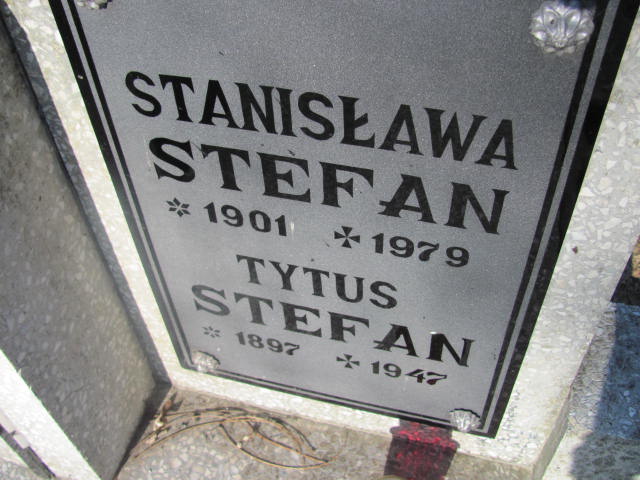 STANISŁAWA
STEFAN
* 1901 ✣ 1979
TYTUS
STEFAN
* 1897 ✣ 1947